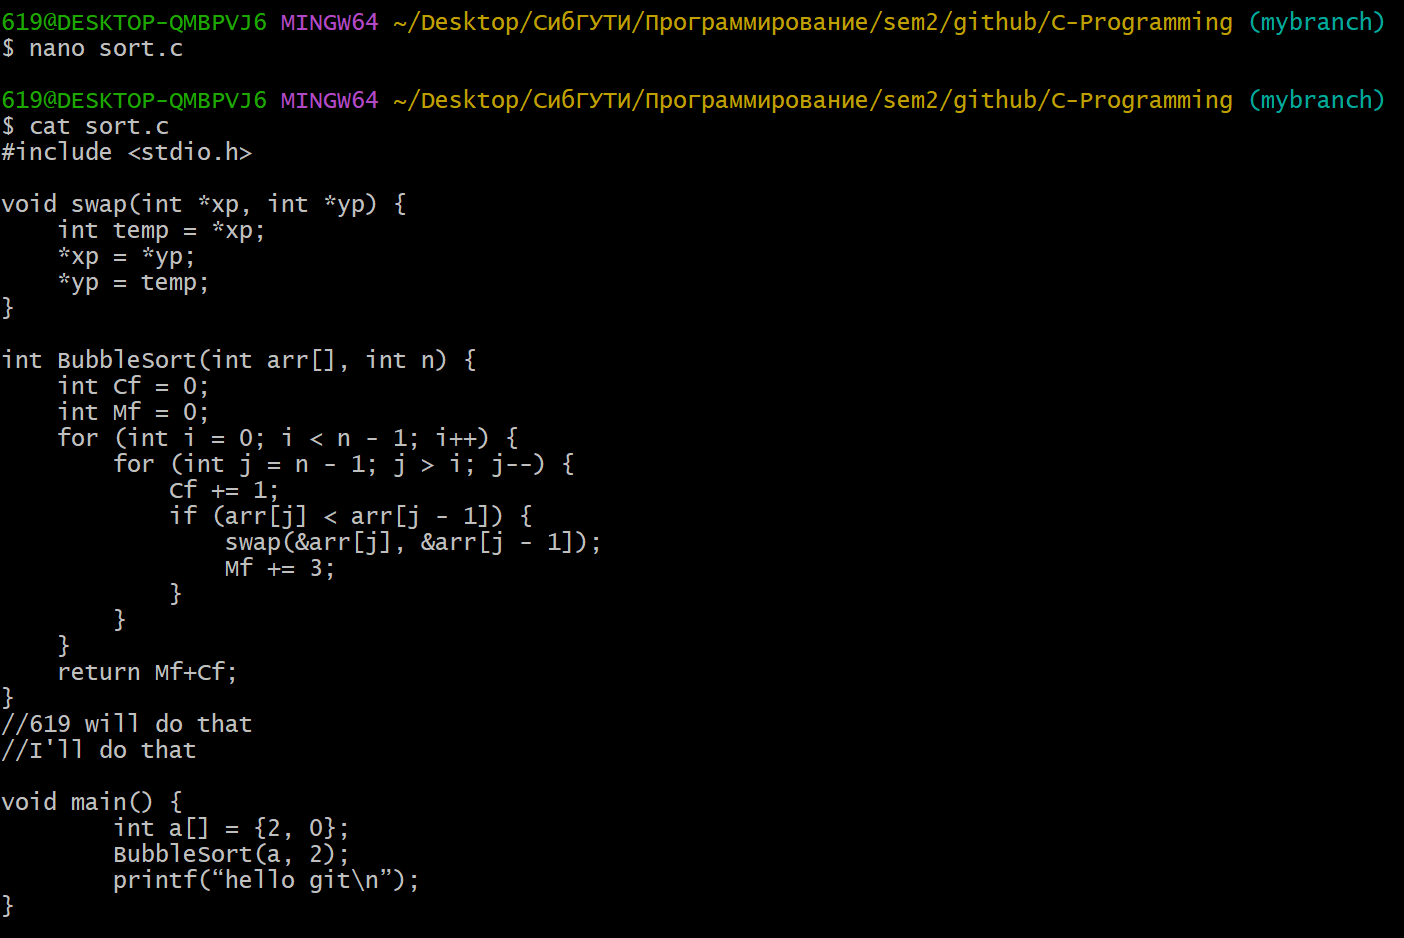 619@DESKTOP-QMBPVJ6 MINGW64 ~/Desktop/СибГУТИ/Программирование/sem2/github/C-Programming (mybranch)
$ nano sort.c

619@DESKTOP-QMBPVJ6 MINGW64 ~/Desktop/СибГУТИ/Программирование/sem2/github/C-Programming (mybranch)
$ cat sort.c
#include <stdio.h>

void swap(int *xp, int *yp) {
    int temp = *xp;
    *xp = *yp;
    *yp = temp;
}

int BubbleSort(int arr[], int n) {
    int Cf = 0;
    int Mf = 0;
    for (int i = 0; i < n - 1; i++) {
        for (int j = n - 1; j > i; j--) {
            Cf += 1;
            if (arr[j] < arr[j - 1]) {
                swap(&arr[j], &arr[j - 1]);
                Mf += 3;
            }
        }
    }
    return Mf+Cf;
}
//619 will do that
//I'll do that

void main() {
        int a[] = {2, 0};
        BubbleSort(a, 2);
        printf(“hello git\n”);
}